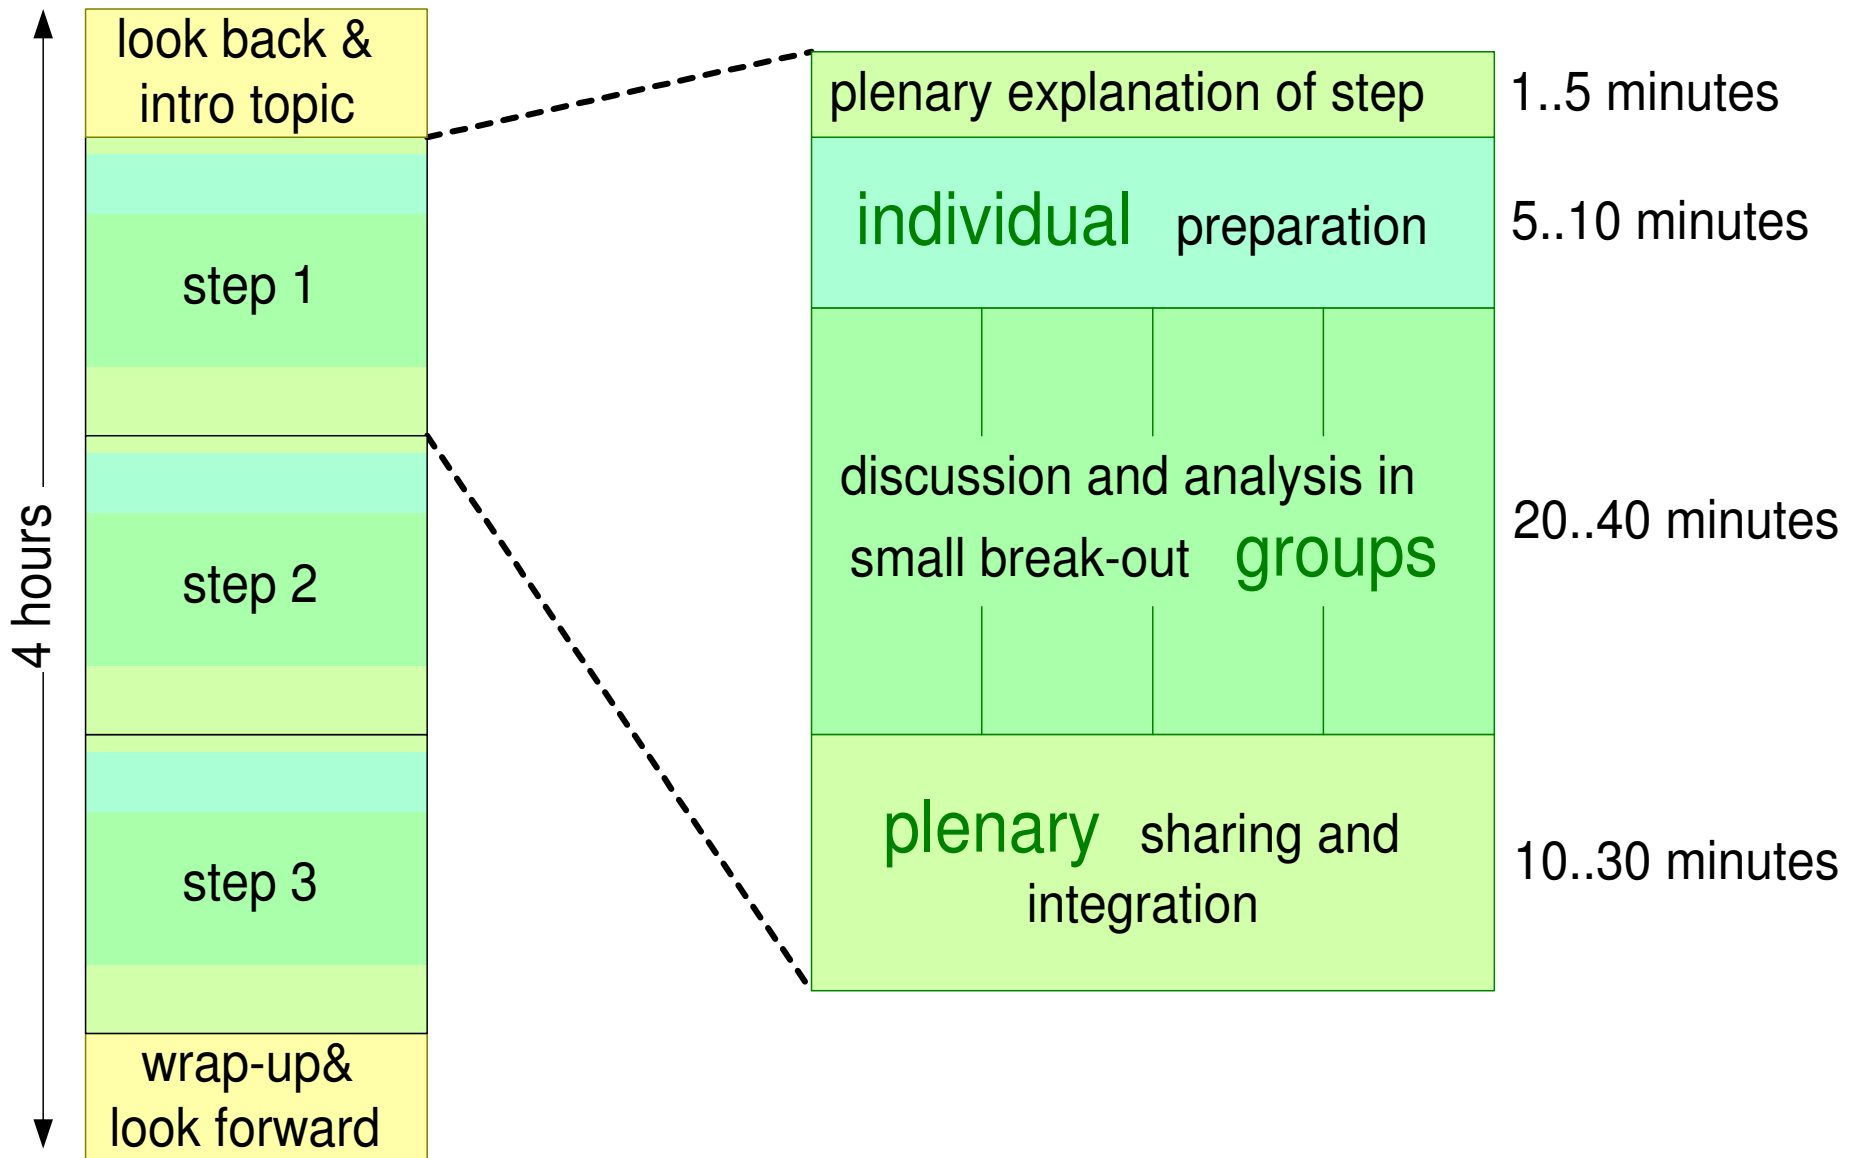 4 hours
look back &
intro topic
step 1
step 2
step 3
wrap-up&
look forward
plenary explanation of step
1..5 minutes
individual preparation
5..10 minutes
discussion and analysis in
small break-out groups
20..40 minutes
plenary sharing and
integration
10..30 minutes